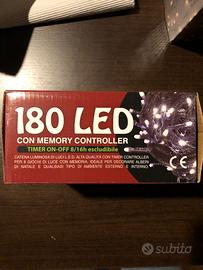 180 LED
CON MEMORY CONTROLLER
TIMER ON-OFF 8/16h escludibile
CATENA LUMINOSA DI LUCI L.E.D. ALTA QUALITÀ CON TIMER CONTROLLER
PER 8 GIOCHI DI LUCE CON MEMORIA, IDEALE PER DECORARE ALBERI
DI NATALE E QUALSIASI TIPO DI AMBIENTE ESTERNO E INTERNO
CE
subito